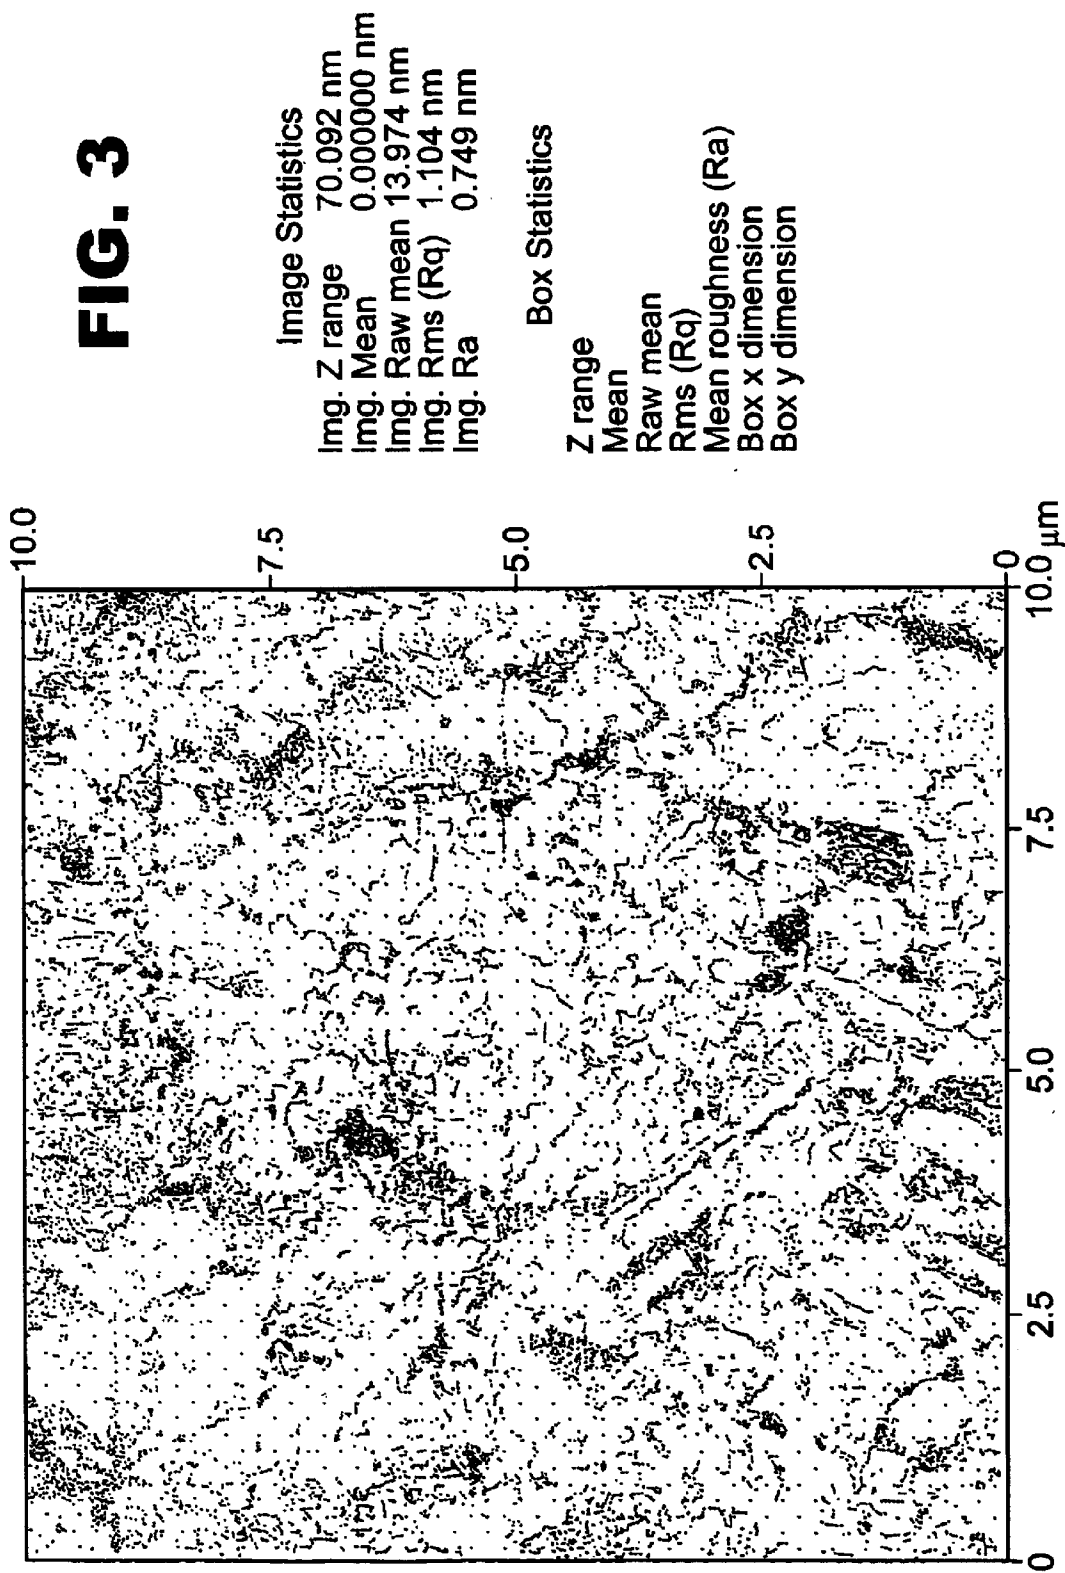 FIG. 3
Image Statistics
Img. Z range 70.092 nm
Img. Mean 0.000000 nm
Img. Raw mean 13.974 nm
Img. Rms (Rq) 1.104 nm
Img. Ra 0.749 nm
Box Statistics
Z range
Mean
Raw mean
Rms (Rq)
Mean roughness (Ra)
Box x dimension
Box y dimension
10.0
7.5
5.0
2.5
0
0 2.5 5.0 7.5 10.0 µm